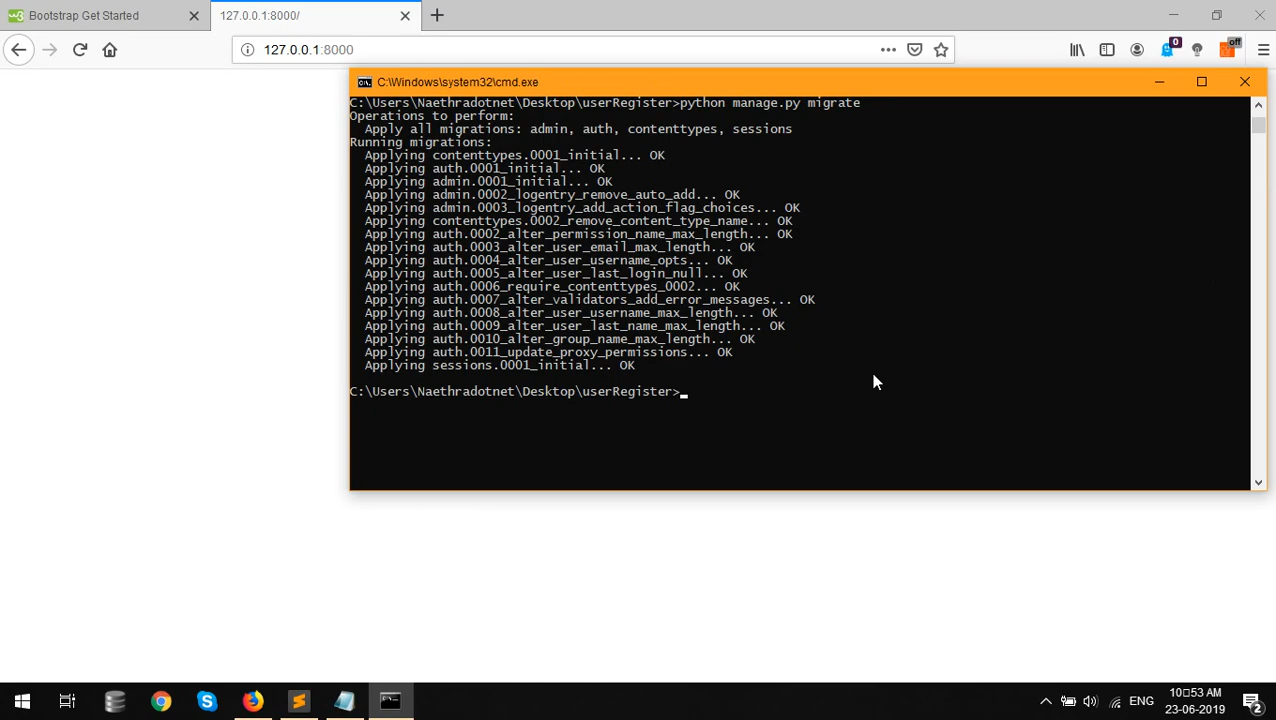 Bootstrap Get Started
127.0.0.1:8000/
127.0.0.1:8000
0
off
C:\Windows\system32\cmd.exe
C:\Users\Naethradotnet\Desktop\userRegister>python manage.py migrate
Operations to perform:
  Apply all migrations: admin, auth, contenttypes, sessions
Running migrations:
  Applying contenttypes.0001_initial... OK
  Applying auth.0001_initial... OK
  Applying admin.0001_initial... OK
  Applying admin.0002_logentry_remove_auto_add... OK
  Applying admin.0003_logentry_add_action_flag_choices... OK
  Applying contenttypes.0002_remove_content_type_name... OK
  Applying auth.0002_alter_permission_name_max_length... OK
  Applying auth.0003_alter_user_email_max_length... OK
  Applying auth.0004_alter_user_username_opts... OK
  Applying auth.0005_alter_user_last_login_null... OK
  Applying auth.0006_require_contenttypes_0002... OK
  Applying auth.0007_alter_validators_add_error_messages... OK
  Applying auth.0008_alter_user_username_max_length... OK
  Applying auth.0009_alter_user_last_name_max_length... OK
  Applying auth.0010_alter_group_name_max_length... OK
  Applying auth.0011_update_proxy_permissions... OK
  Applying sessions.0001_initial... OK
C:\Users\Naethradotnet\Desktop\userRegister>
ENG
10□53 AM
23-06-2019
2